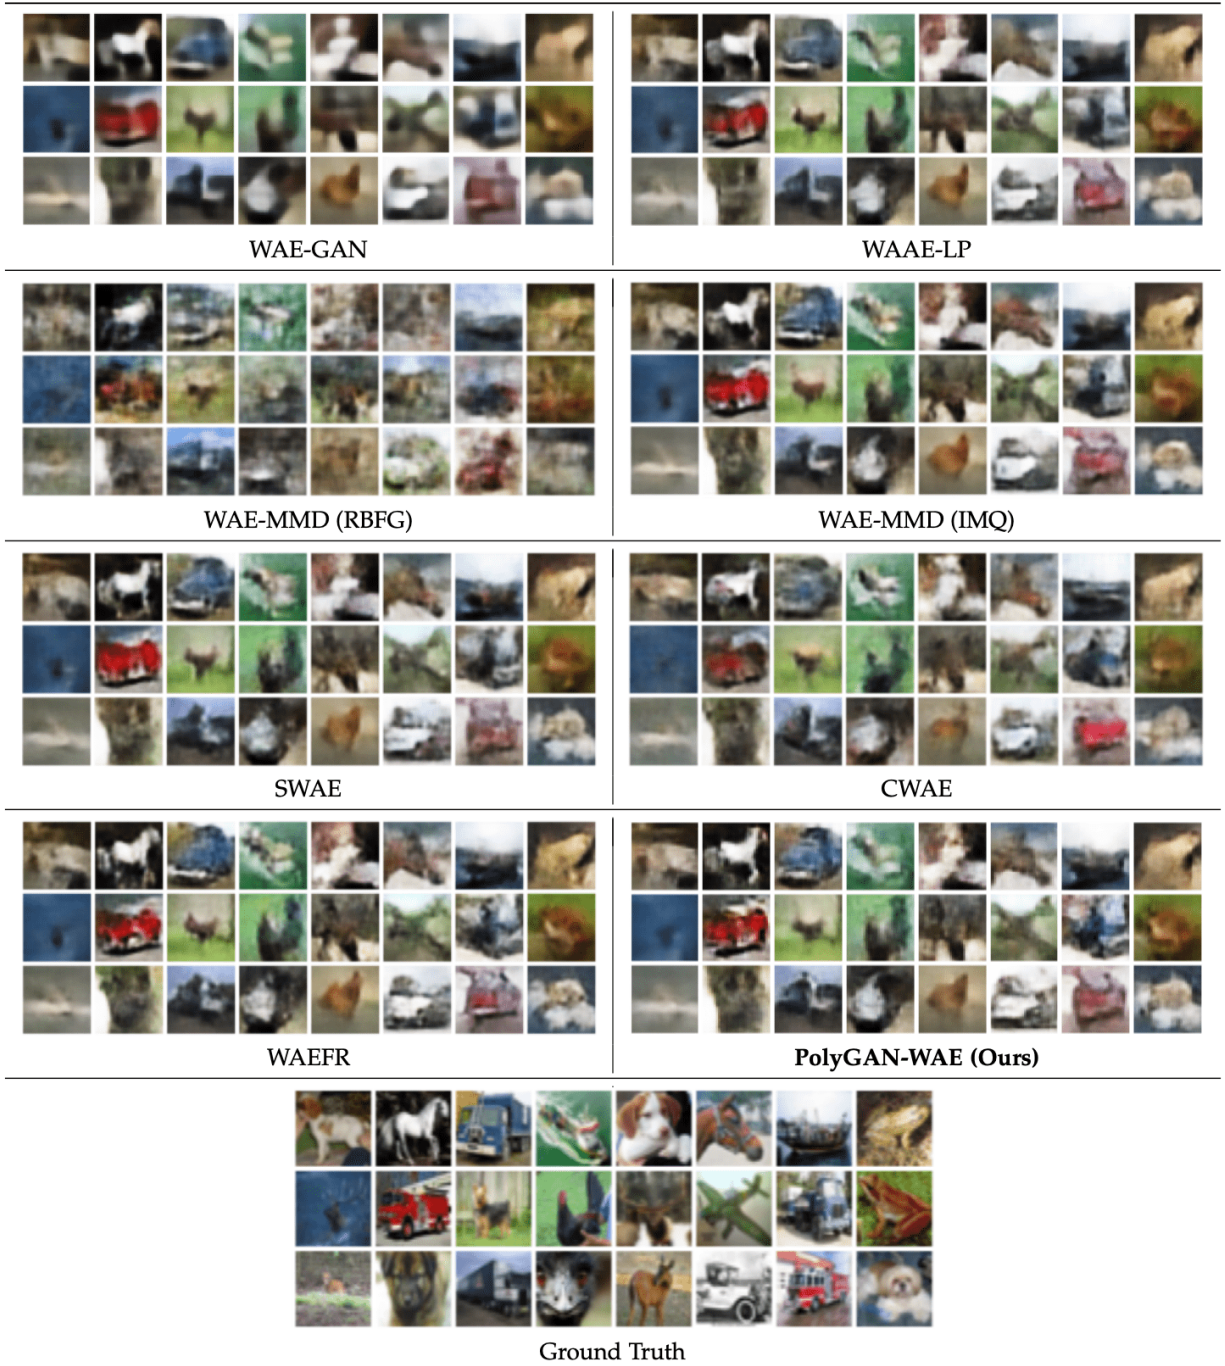 WAE-GAN
WAAE-LP
WAE-MMD (RBFG)
WAE-MMD (IMQ)
SWAE
CWAE
WAEFR
PolyGAN-WAE (Ours)
Ground Truth